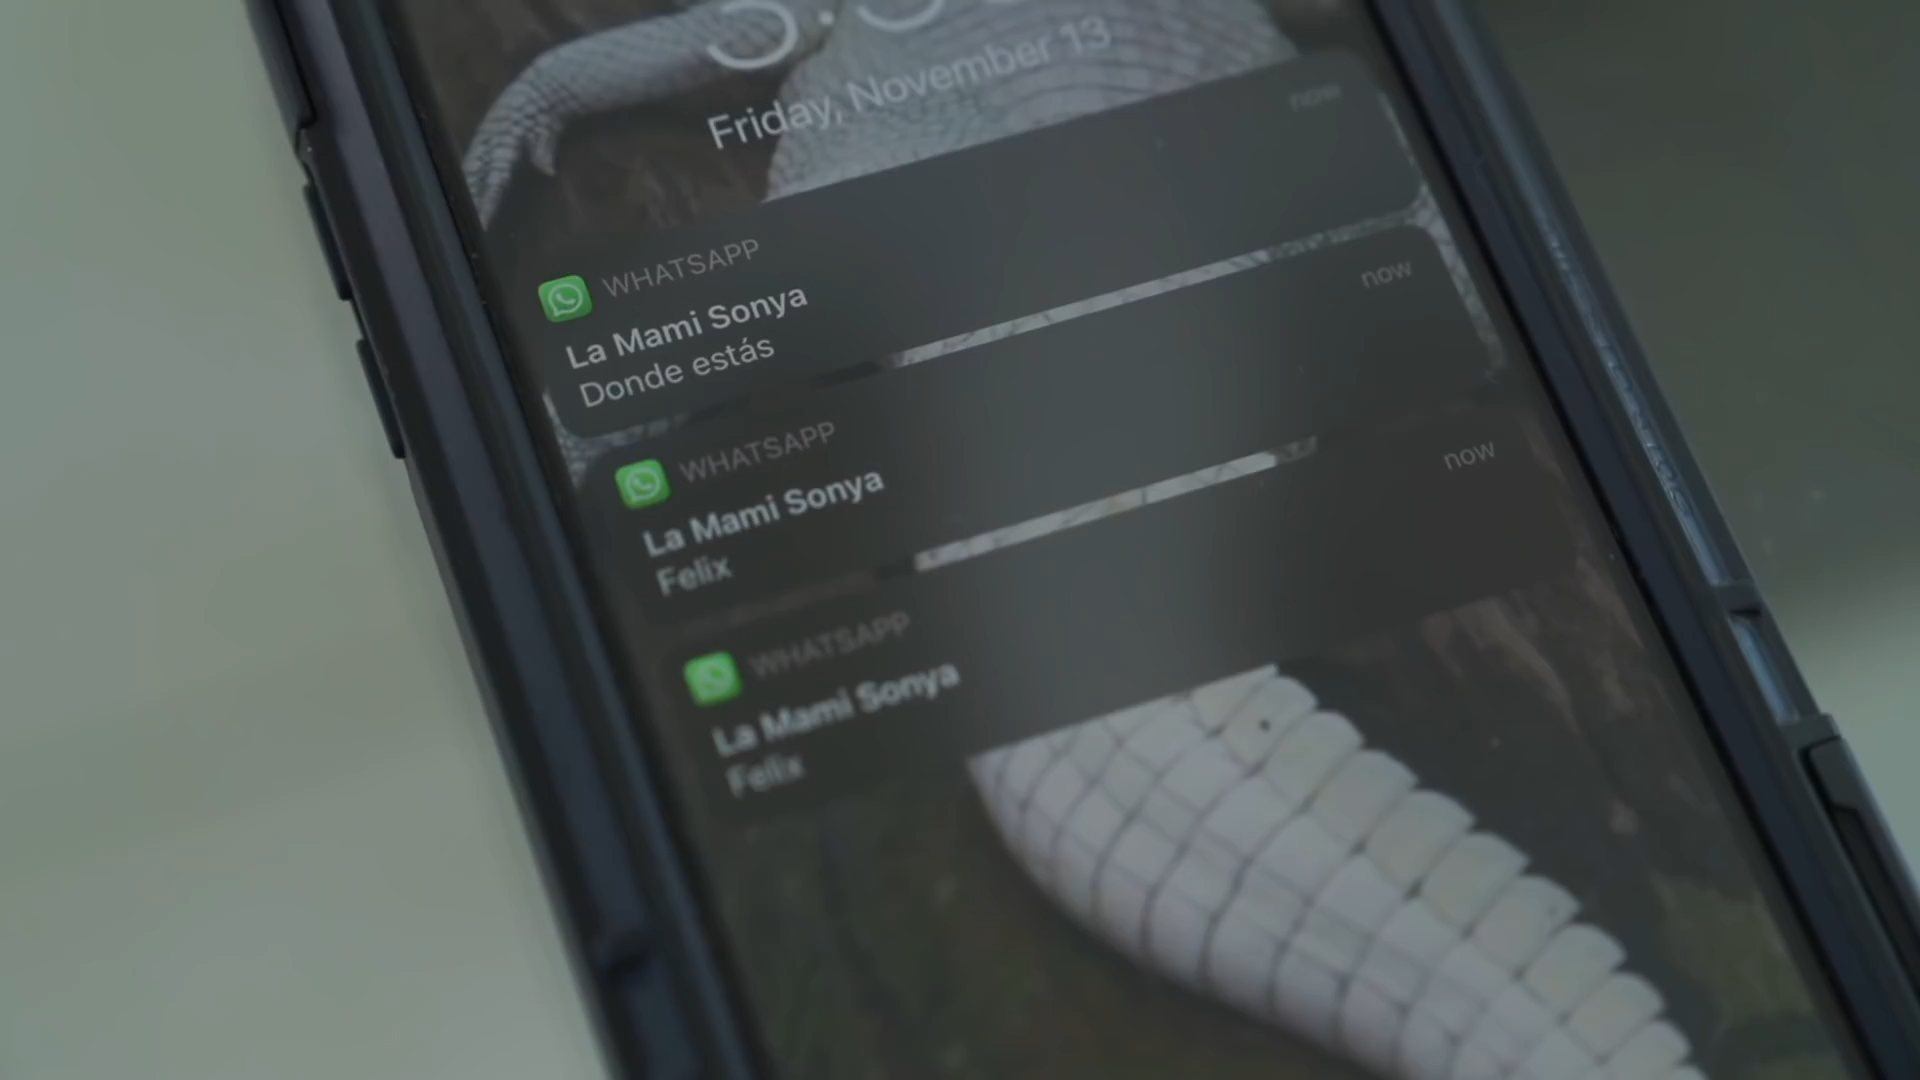 Friday, November 13
now
WHATSAPP
La Mami Sonya
Donde estás
now
WHATSAPP
La Mami Sonya
Felix
now
WHATSAPP
La Mami Sonya
Felix